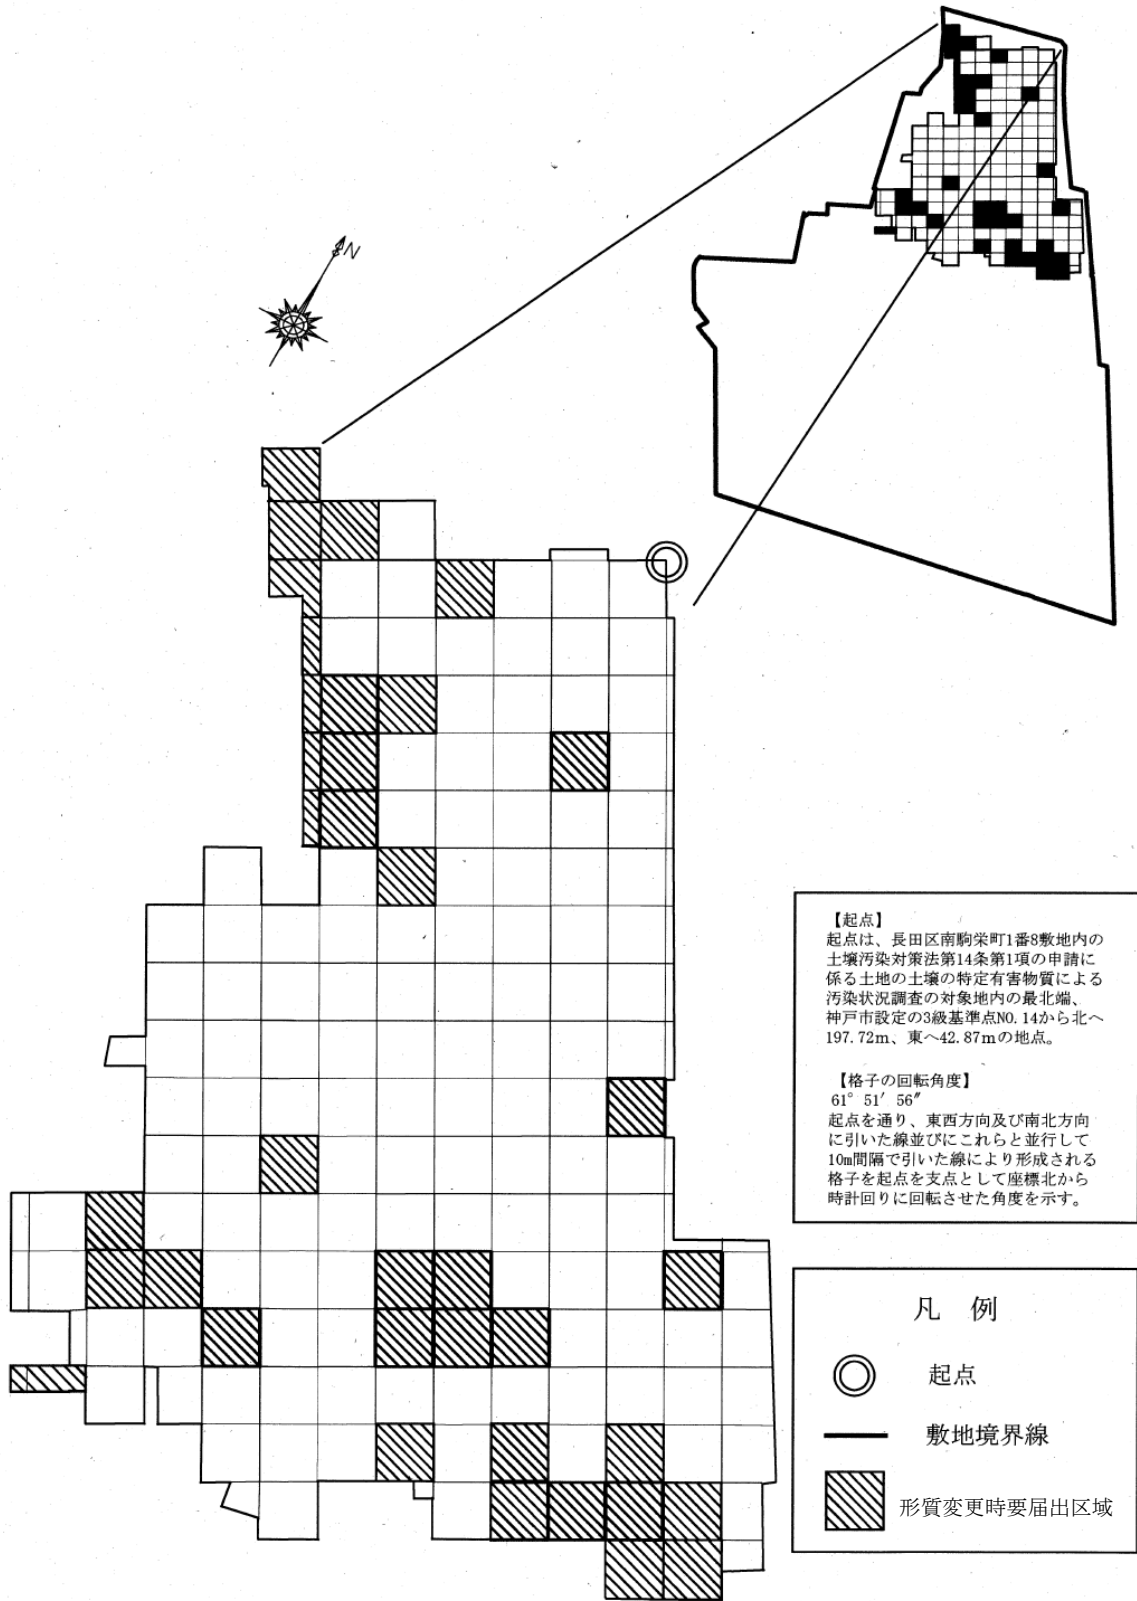 N
【起点】
起点は、長田区南駒栄町1番8敷地内の
土壌汚染対策法第14条第1項の申請に
係る土地の土壌の特定有害物質による
汚染状況調査の対象地内の最北端、
神戸市設定の3級基準点NO.14から北へ
197.72m、東へ42.87mの地点。
【格子の回転角度】
61°51′56″
起点を通り、東西方向及び南北方向
に引いた線並びにこれらと並行して
10m間隔で引いた線により形成される
格子を起点を支点として座標北から
時計回りに回転させた角度を示す。
凡 例
起点
敷地境界線
形質変更時要届出区域